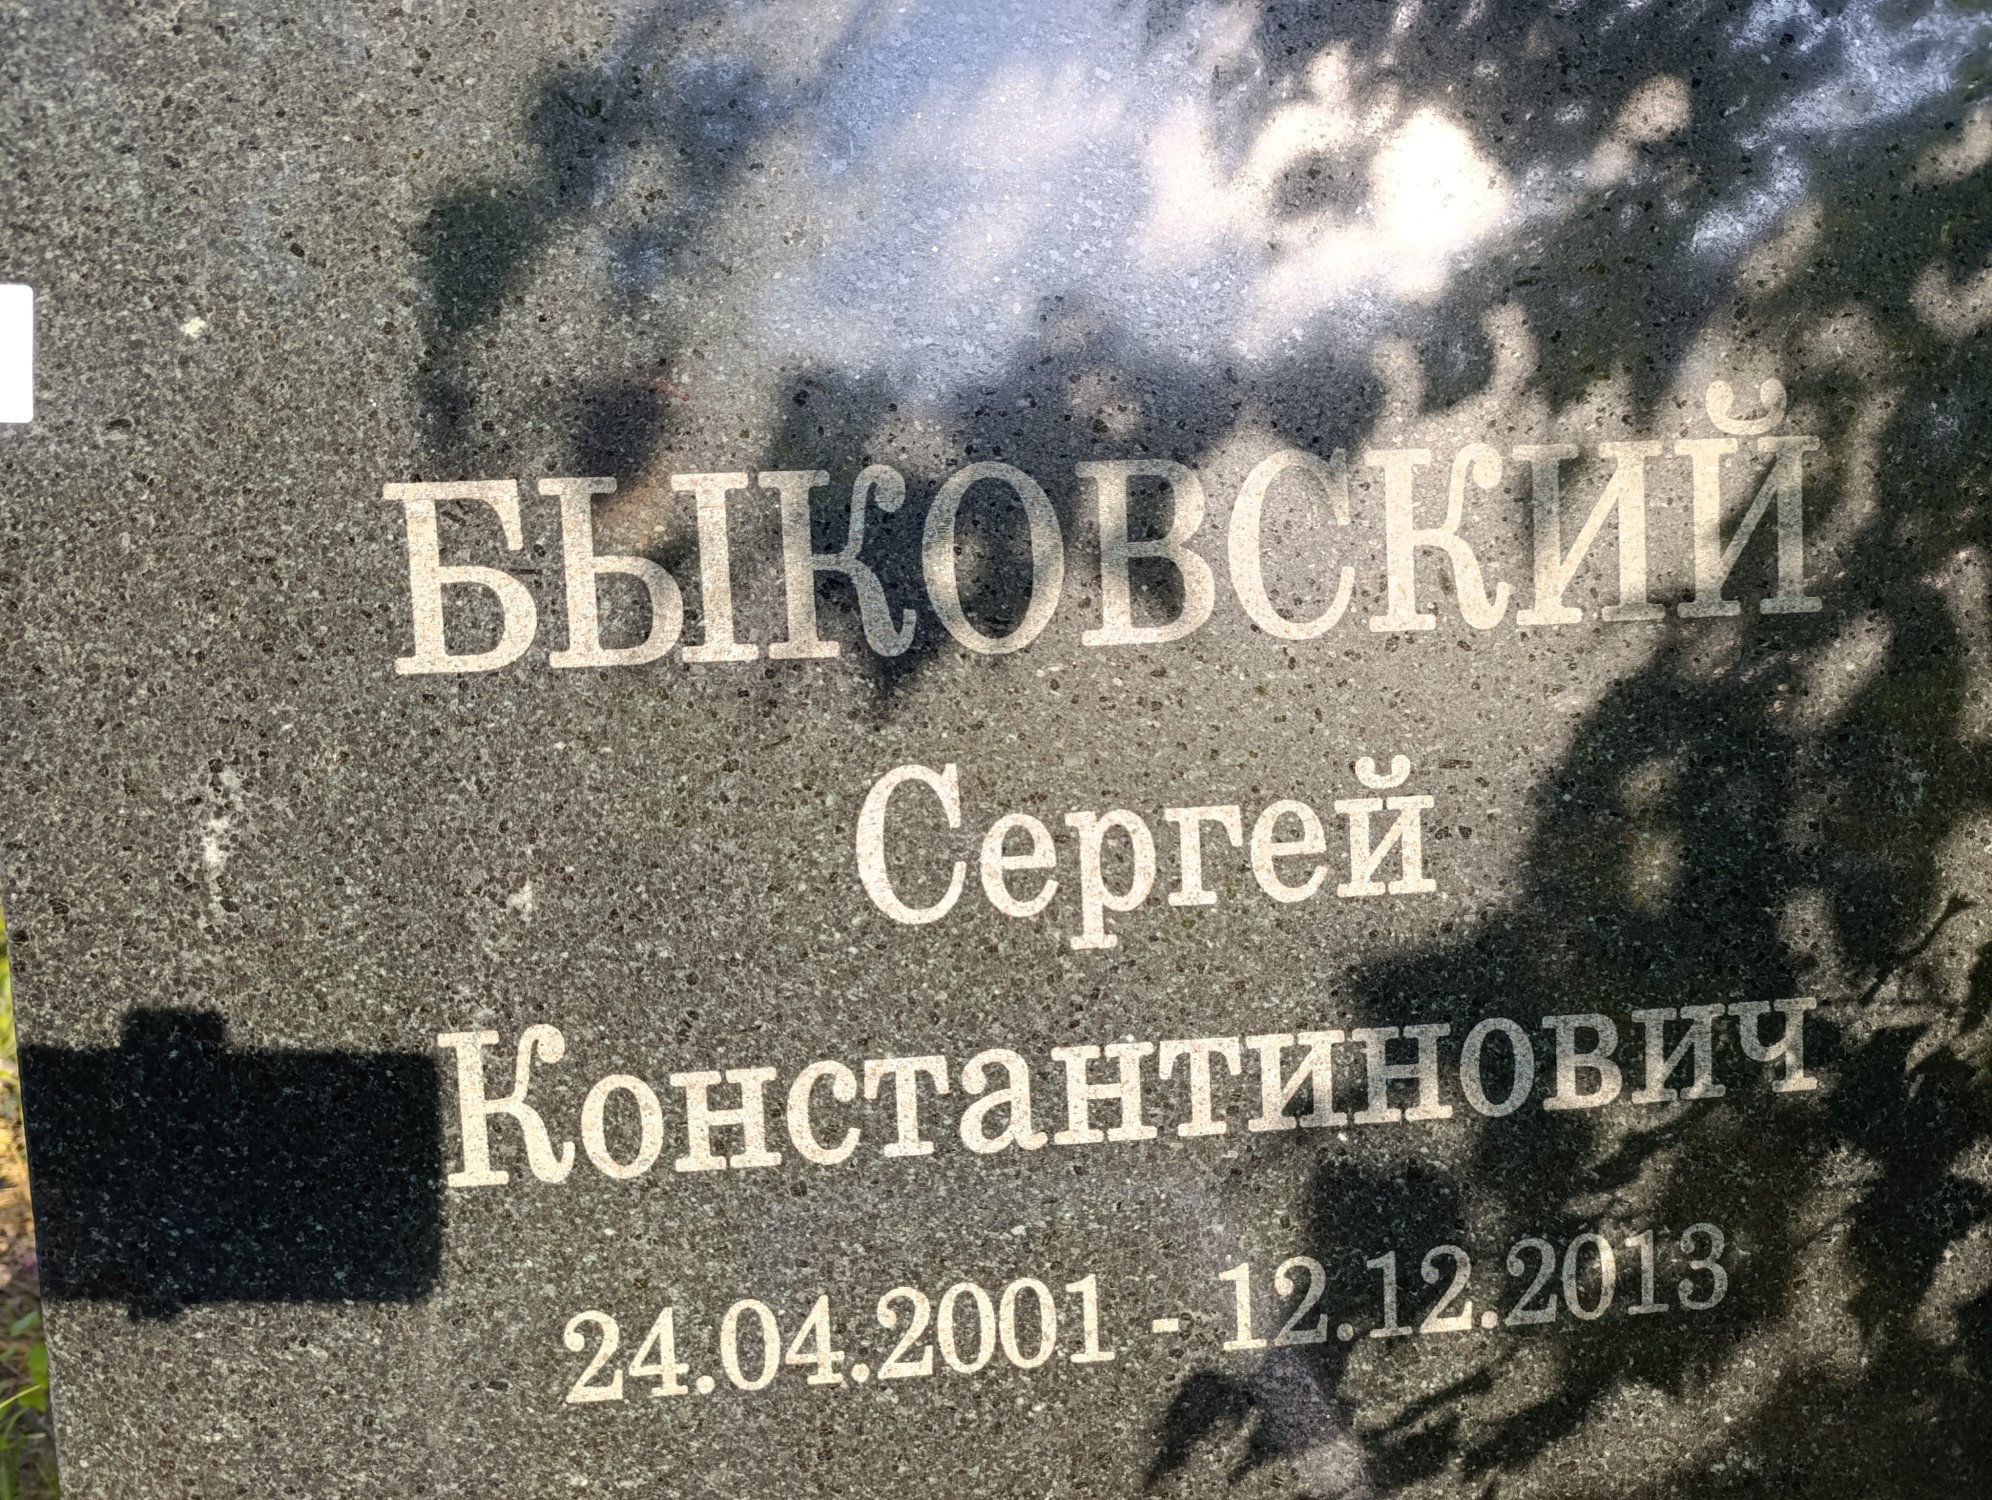 БЫКОВСКИЙ
Сергей
Константинович
24.04.2001 - 12.12.2013